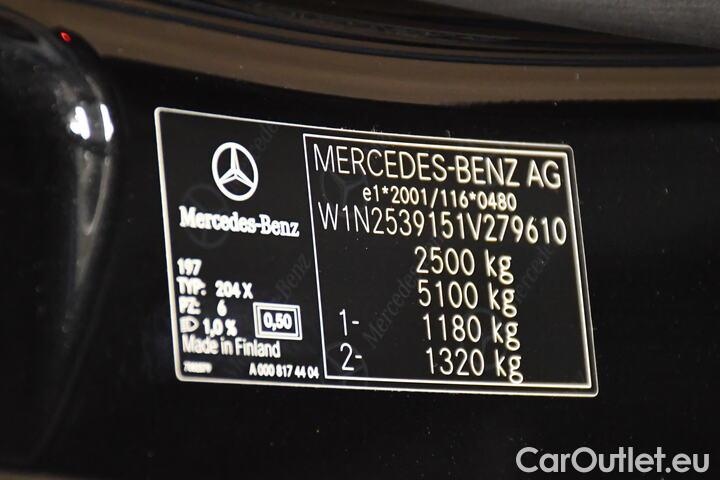 Mercedes-Benz
197
TYP: 204 X
PZ: 6
1,0 %
0,50
Made in Finland
A 000 817 44 04
MERCEDES-BENZ AG
e1*2001/116*0480
W1N2539151V279610
2500 kg
5100 kg
1- 1180 kg
2- 1320 kg
CarOutlet.eu